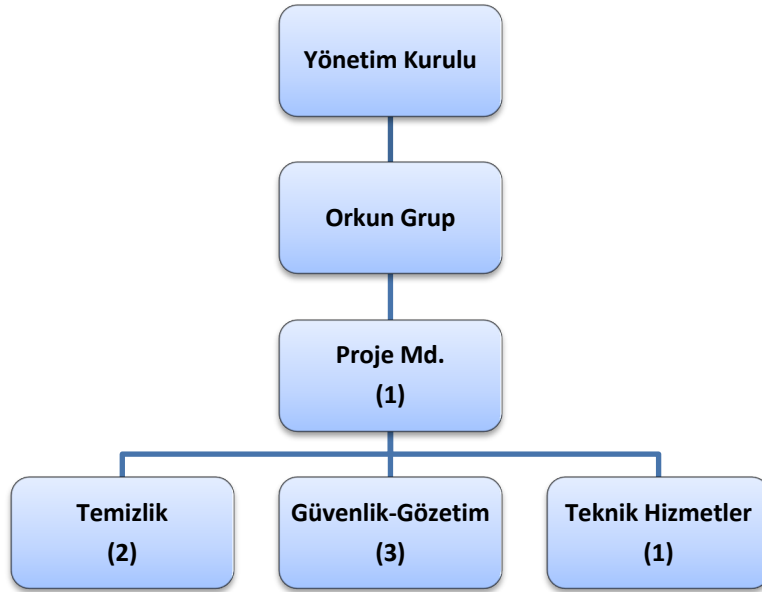 Yönetim Kurulu
Orkun Grup
Proje Md.
(1)
Temizlik
(2)
Güvenlik-Gözetim
(3)
Teknik Hizmetler
(1)